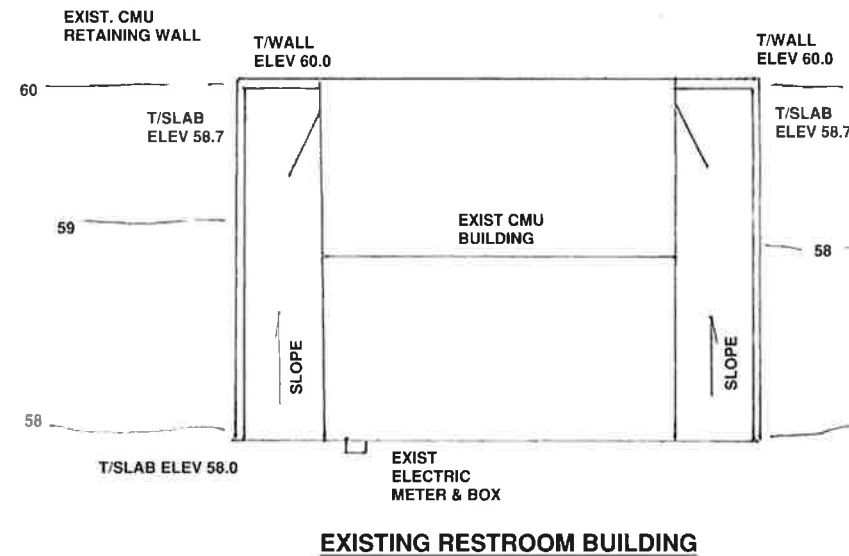 EXIST. CMU
RETAINING WALL
T/WALL
ELEV 60.0
T/WALL
ELEV 60.0
60
T/SLAB
ELEV 58.7
T/SLAB
ELEV 58.7
59
EXIST CMU
BUILDING
58
SLOPE
SLOPE
58
T/SLAB ELEV 58.0
EXIST
ELECTRIC
METER & BOX
EXISTING RESTROOM BUILDING